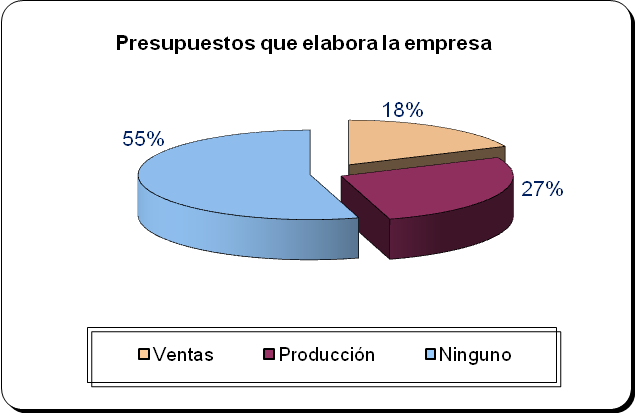 Presupuestos que elabora la empresa
18%
55%
27%
Ventas Producción Ninguno